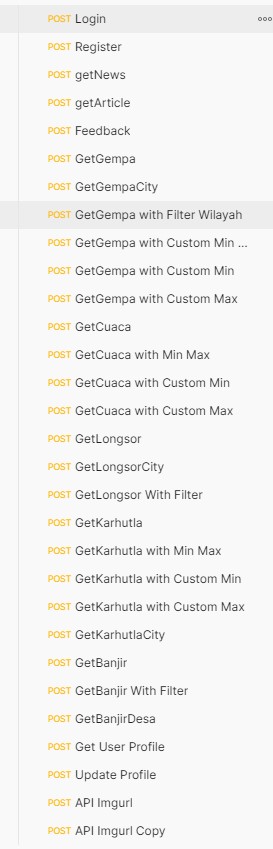 POST Login
POST Register
POST getNews
POST getArticle
POST Feedback
POST GetGempa
POST GetGempaCity
POST GetGempa with Filter Wilayah
POST GetGempa with Custom Min ...
POST GetGempa with Custom Min
POST GetGempa with Custom Max
POST GetCuaca
POST GetCuaca with Min Max
POST GetCuaca with Custom Min
POST GetCuaca with Custom Max
POST GetLongsor
POST GetLongsorCity
POST GetLongsor With Filter
POST GetKarhutla
POST GetKarhutla with Min Max
POST GetKarhutla with Custom Min
POST GetKarhutla with Custom Max
POST GetKarhutlaCity
POST GetBanjir
POST GetBanjir With Filter
POST GetBanjirDesa
POST Get User Profile
POST Update Profile
POST API Imgurl
POST API Imgurl Copy